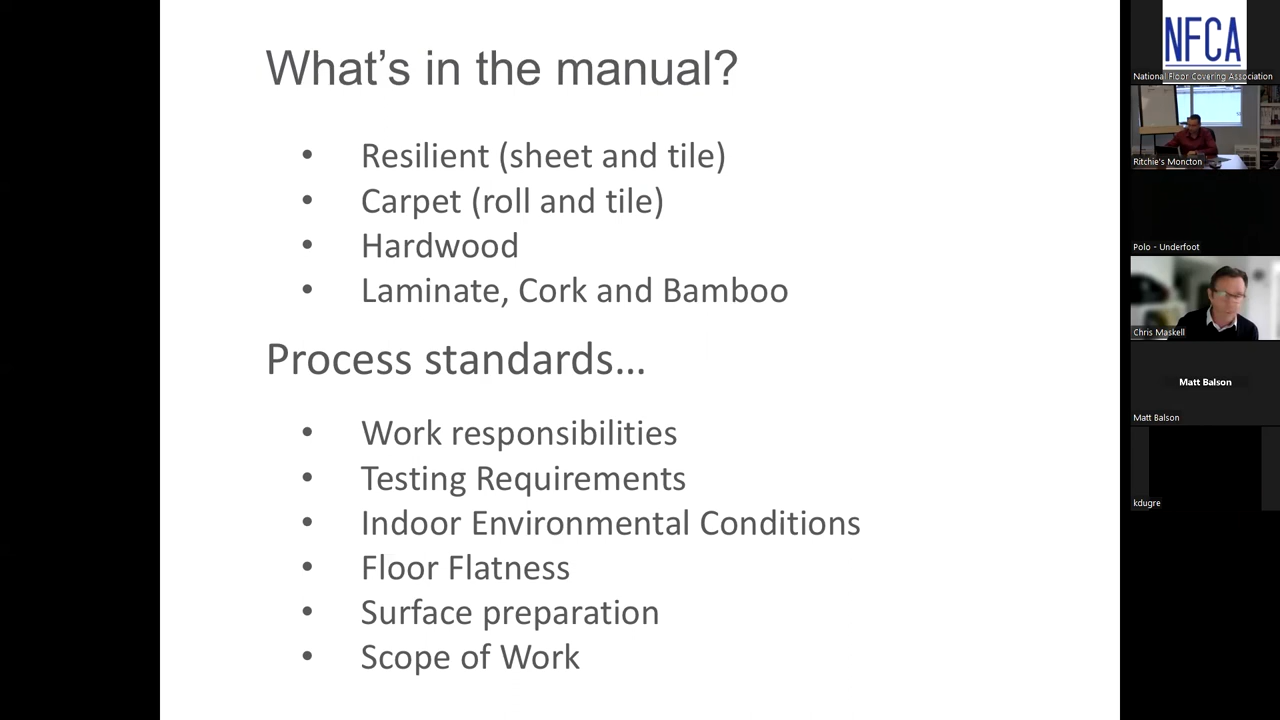 What's in the manual?
• Resilient (sheet and tile)
• Carpet (roll and tile)
• Hardwood
• Laminate, Cork and Bamboo
Process standards...
• Work responsibilities
• Testing Requirements
• Indoor Environmental Conditions
• Floor Flatness
• Surface preparation
• Scope of Work
NFCA
National Floor Covering Association
Ritchie's Moncton
Polo - Underfoot
Chris Maskell
Matt Balson
Matt Balson
kdugre